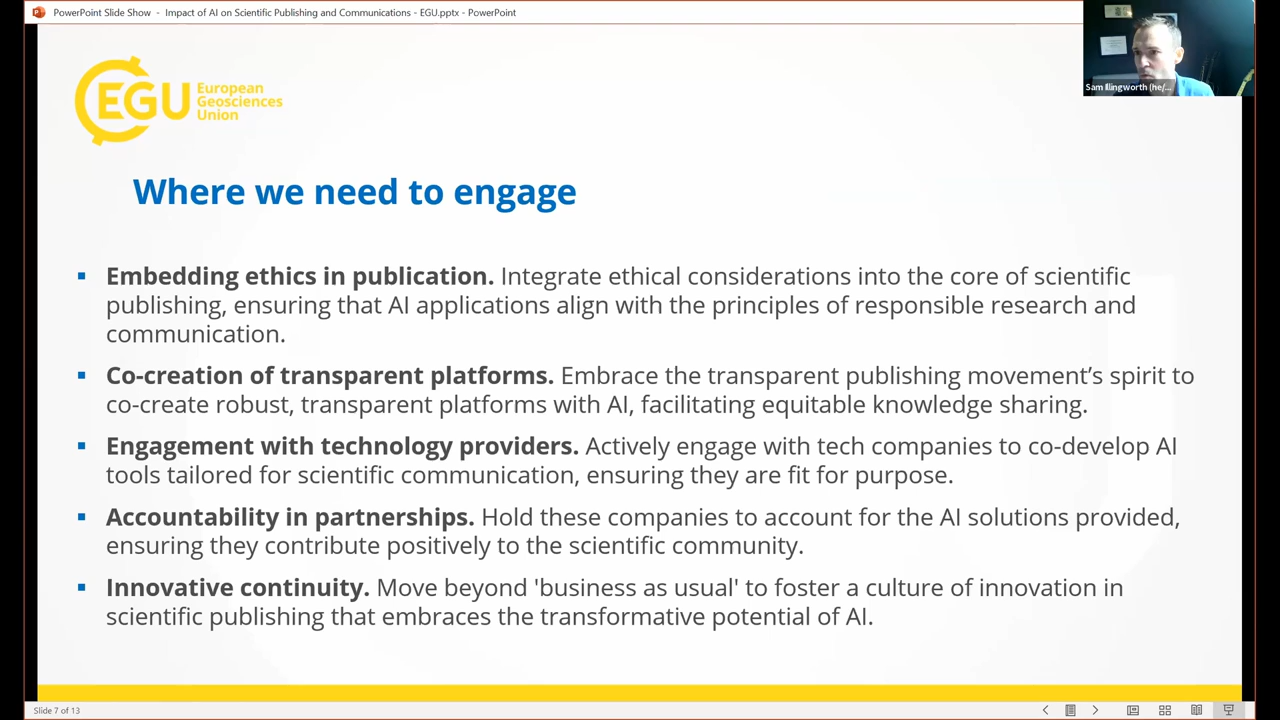 PowerPoint Slide Show - Impact of AI on Scientific Publishing and Communications - EGU.pptx - PowerPoint
Sam Illingworth (he/...
EGU
European
Geosciences
Union
Where we need to engage
Embedding ethics in publication. Integrate ethical considerations into the core of scientific
publishing, ensuring that AI applications align with the principles of responsible research and
communication.
Co-creation of transparent platforms. Embrace the transparent publishing movement’s spirit to
co-create robust, transparent platforms with AI, facilitating equitable knowledge sharing.
Engagement with technology providers. Actively engage with tech companies to co-develop AI
tools tailored for scientific communication, ensuring they are fit for purpose.
Accountability in partnerships. Hold these companies to account for the AI solutions provided,
ensuring they contribute positively to the scientific community.
Innovative continuity. Move beyond 'business as usual' to foster a culture of innovation in
scientific publishing that embraces the transformative potential of AI.
Slide 7 of 13